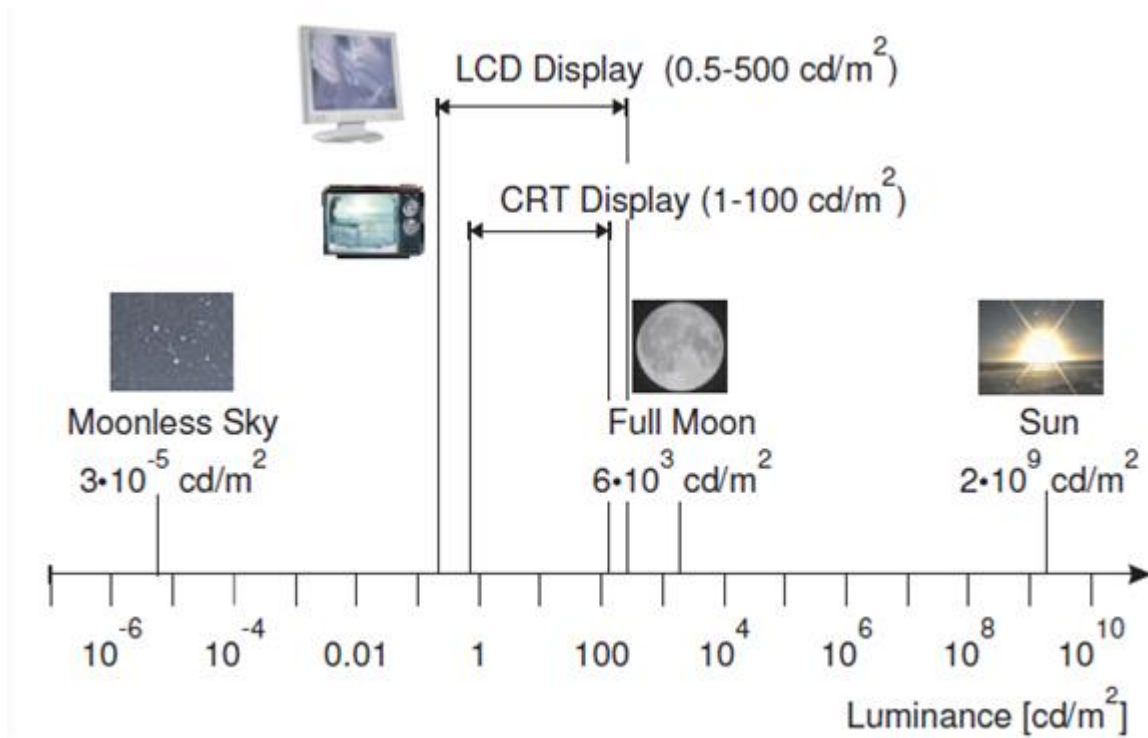 LCD Display (0.5-500 cd/m²)
CRT Display (1-100 cd/m²)
Moonless Sky
3•10⁻⁵ cd/m²
Full Moon
6•10³ cd/m²
Sun
2•10⁹ cd/m²
10⁻⁶ 10⁻⁴ 0.01 1 100 10⁴ 10⁶ 10⁸ 10¹⁰
Luminance [cd/m²]